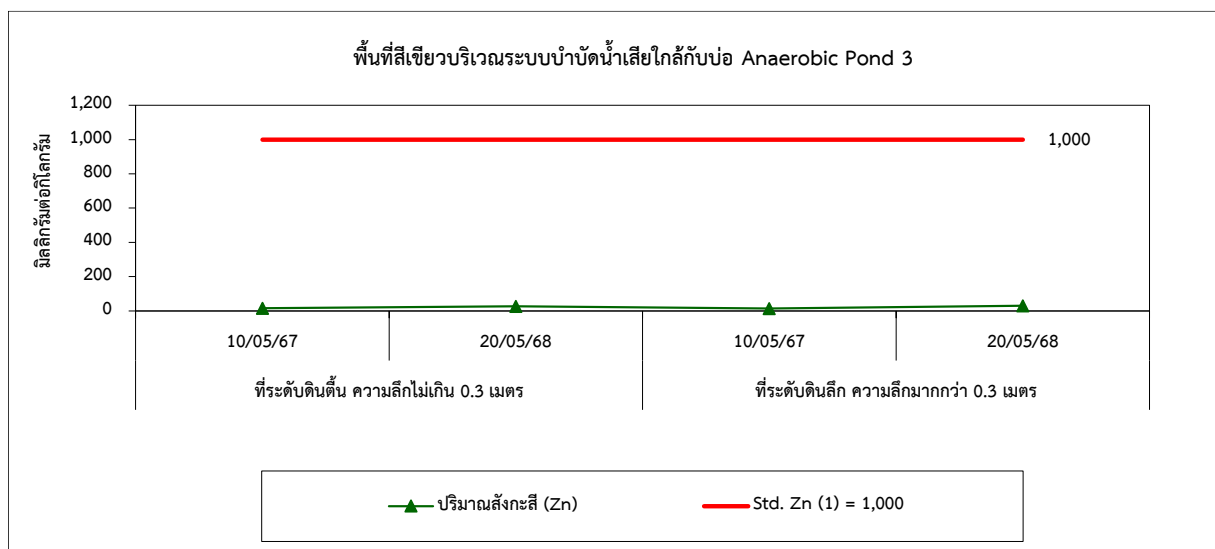 พื้นที่สีเขียวบริเวณระบบบำบัดน้ำเสียใกล้กับบ่อ Anaerobic Pond 3
มิลลิกรัมต่อกิโลกรัม
1,200
1,000
800
600
400
200
0
1,000
10/05/67 20/05/68 10/05/67 20/05/68
ที่ระดับดินตื้น ความลึกไม่เกิน 0.3 เมตร ที่ระดับดินลึก ความลึกมากกว่า 0.3 เมตร
ปริมาณสังกะสี (Zn) Std. Zn (1) = 1,000